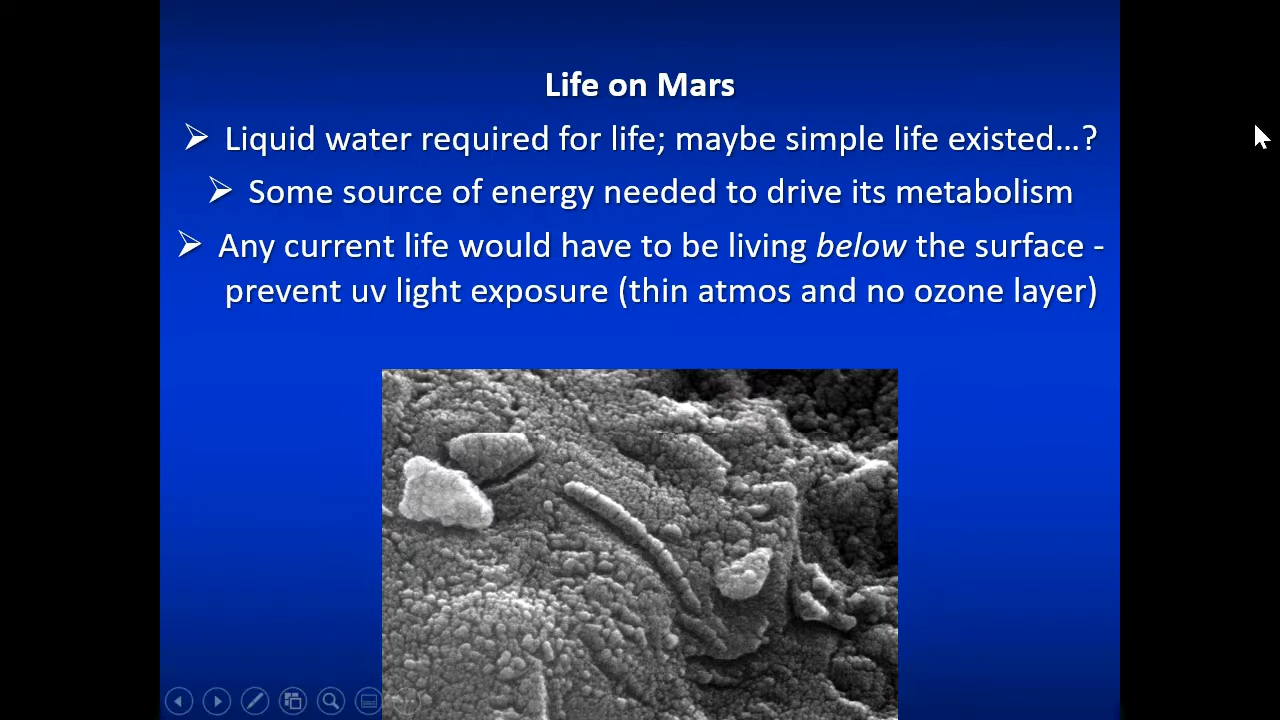 Life on Mars
➢ Liquid water required for life; maybe simple life existed…?
➢ Some source of energy needed to drive its metabolism
➢ Any current life would have to be living below the surface -
prevent uv light exposure (thin atmos and no ozone layer)